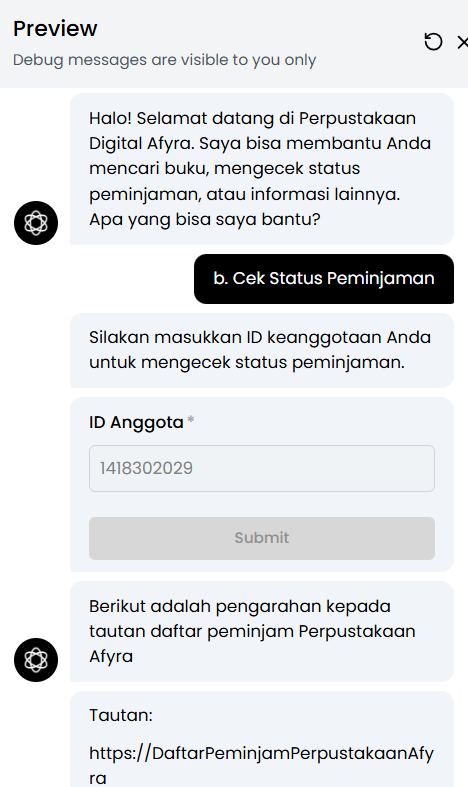 Preview
Debug messages are visible to you only
Halo! Selamat datang di Perpustakaan
Digital Afyra. Saya bisa membantu Anda
mencari buku, mengecek status
peminjaman, atau informasi lainnya.
Apa yang bisa saya bantu?
b. Cek Status Peminjaman
Silakan masukkan ID keanggotaan Anda
untuk mengecek status peminjaman.
ID Anggota *
1418302029
Submit
Berikut adalah pengarahan kepada
tautan daftar peminjam Perpustakaan
Afyra
Tautan:
https://DaftarPeminjamPerpustakaanAfy
ra